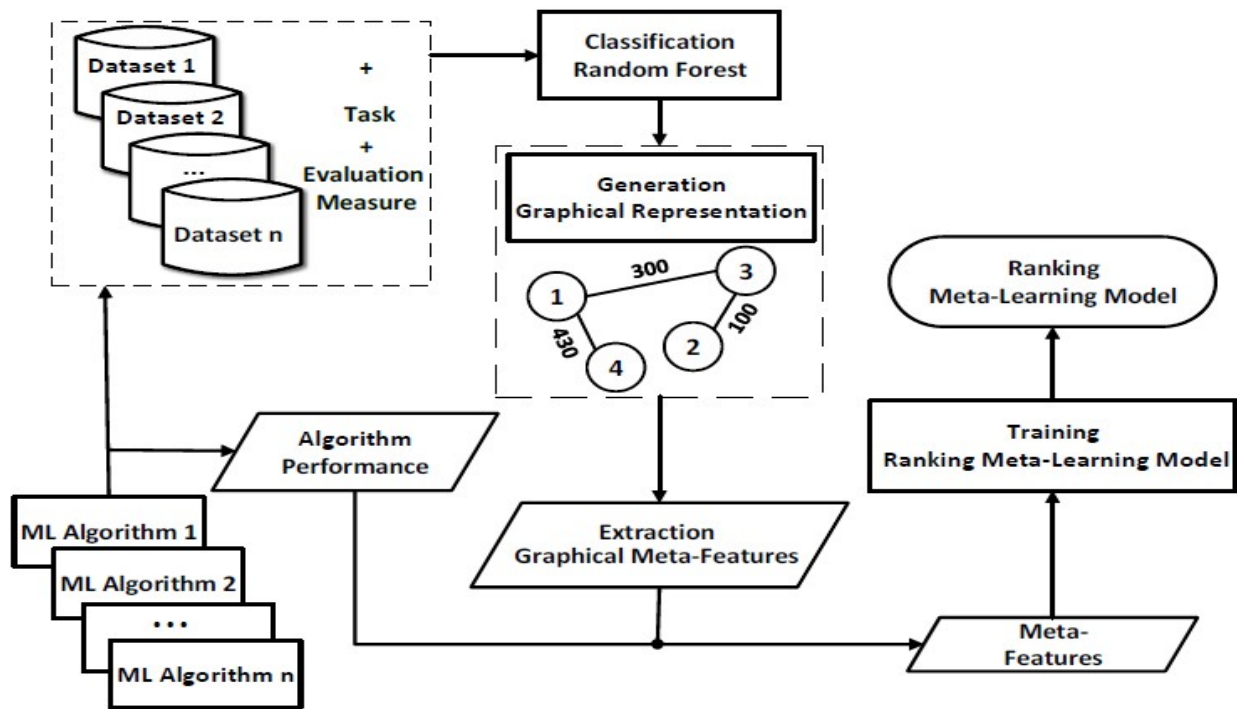 Dataset 1
Dataset 2
...
Dataset n
+
Task
+
Evaluation
Measure
Classification
Random Forest
Generation
Graphical Representation
1
300
3
430
4
2
100
Ranking
Meta-Learning Model
Training
Ranking Meta-Learning Model
Algorithm
Performance
Extraction
Graphical Meta-Features
Meta-
Features
ML Algorithm 1
ML Algorithm 2
...
ML Algorithm n